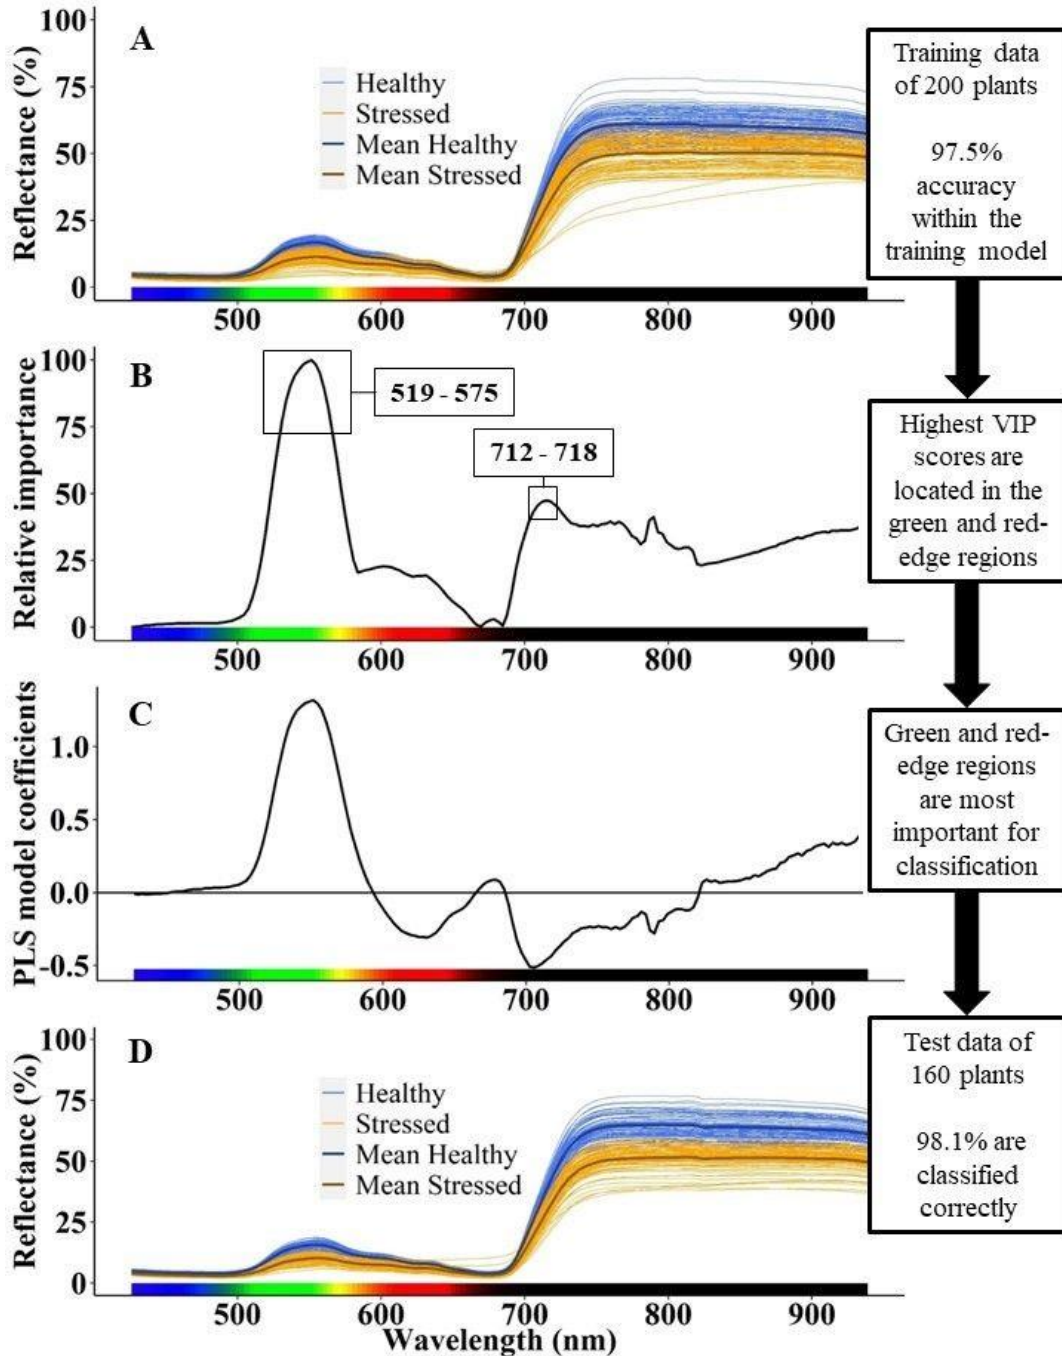 A
Reflectance (%)
100
75
50
25
0
Healthy
Stressed
Mean Healthy
Mean Stressed
500 600 700 800 900
Training data
of 200 plants
97.5%
accuracy
within the
training model
B
Relative importance
100
75
50
25
0
519 - 575
712 - 718
500 600 700 800 900
Highest VIP
scores are
located in the
green and red-
edge regions
C
PLS model coefficients
1.0
0.5
0.0
-0.5
500 600 700 800 900
Green and red-
edge regions
are most
important for
classification
D
Reflectance (%)
100
75
50
25
0
Healthy
Stressed
Mean Healthy
Mean Stressed
500 600 700 800 900
Wavelength (nm)
Test data of
160 plants
98.1% are
classified
correctly